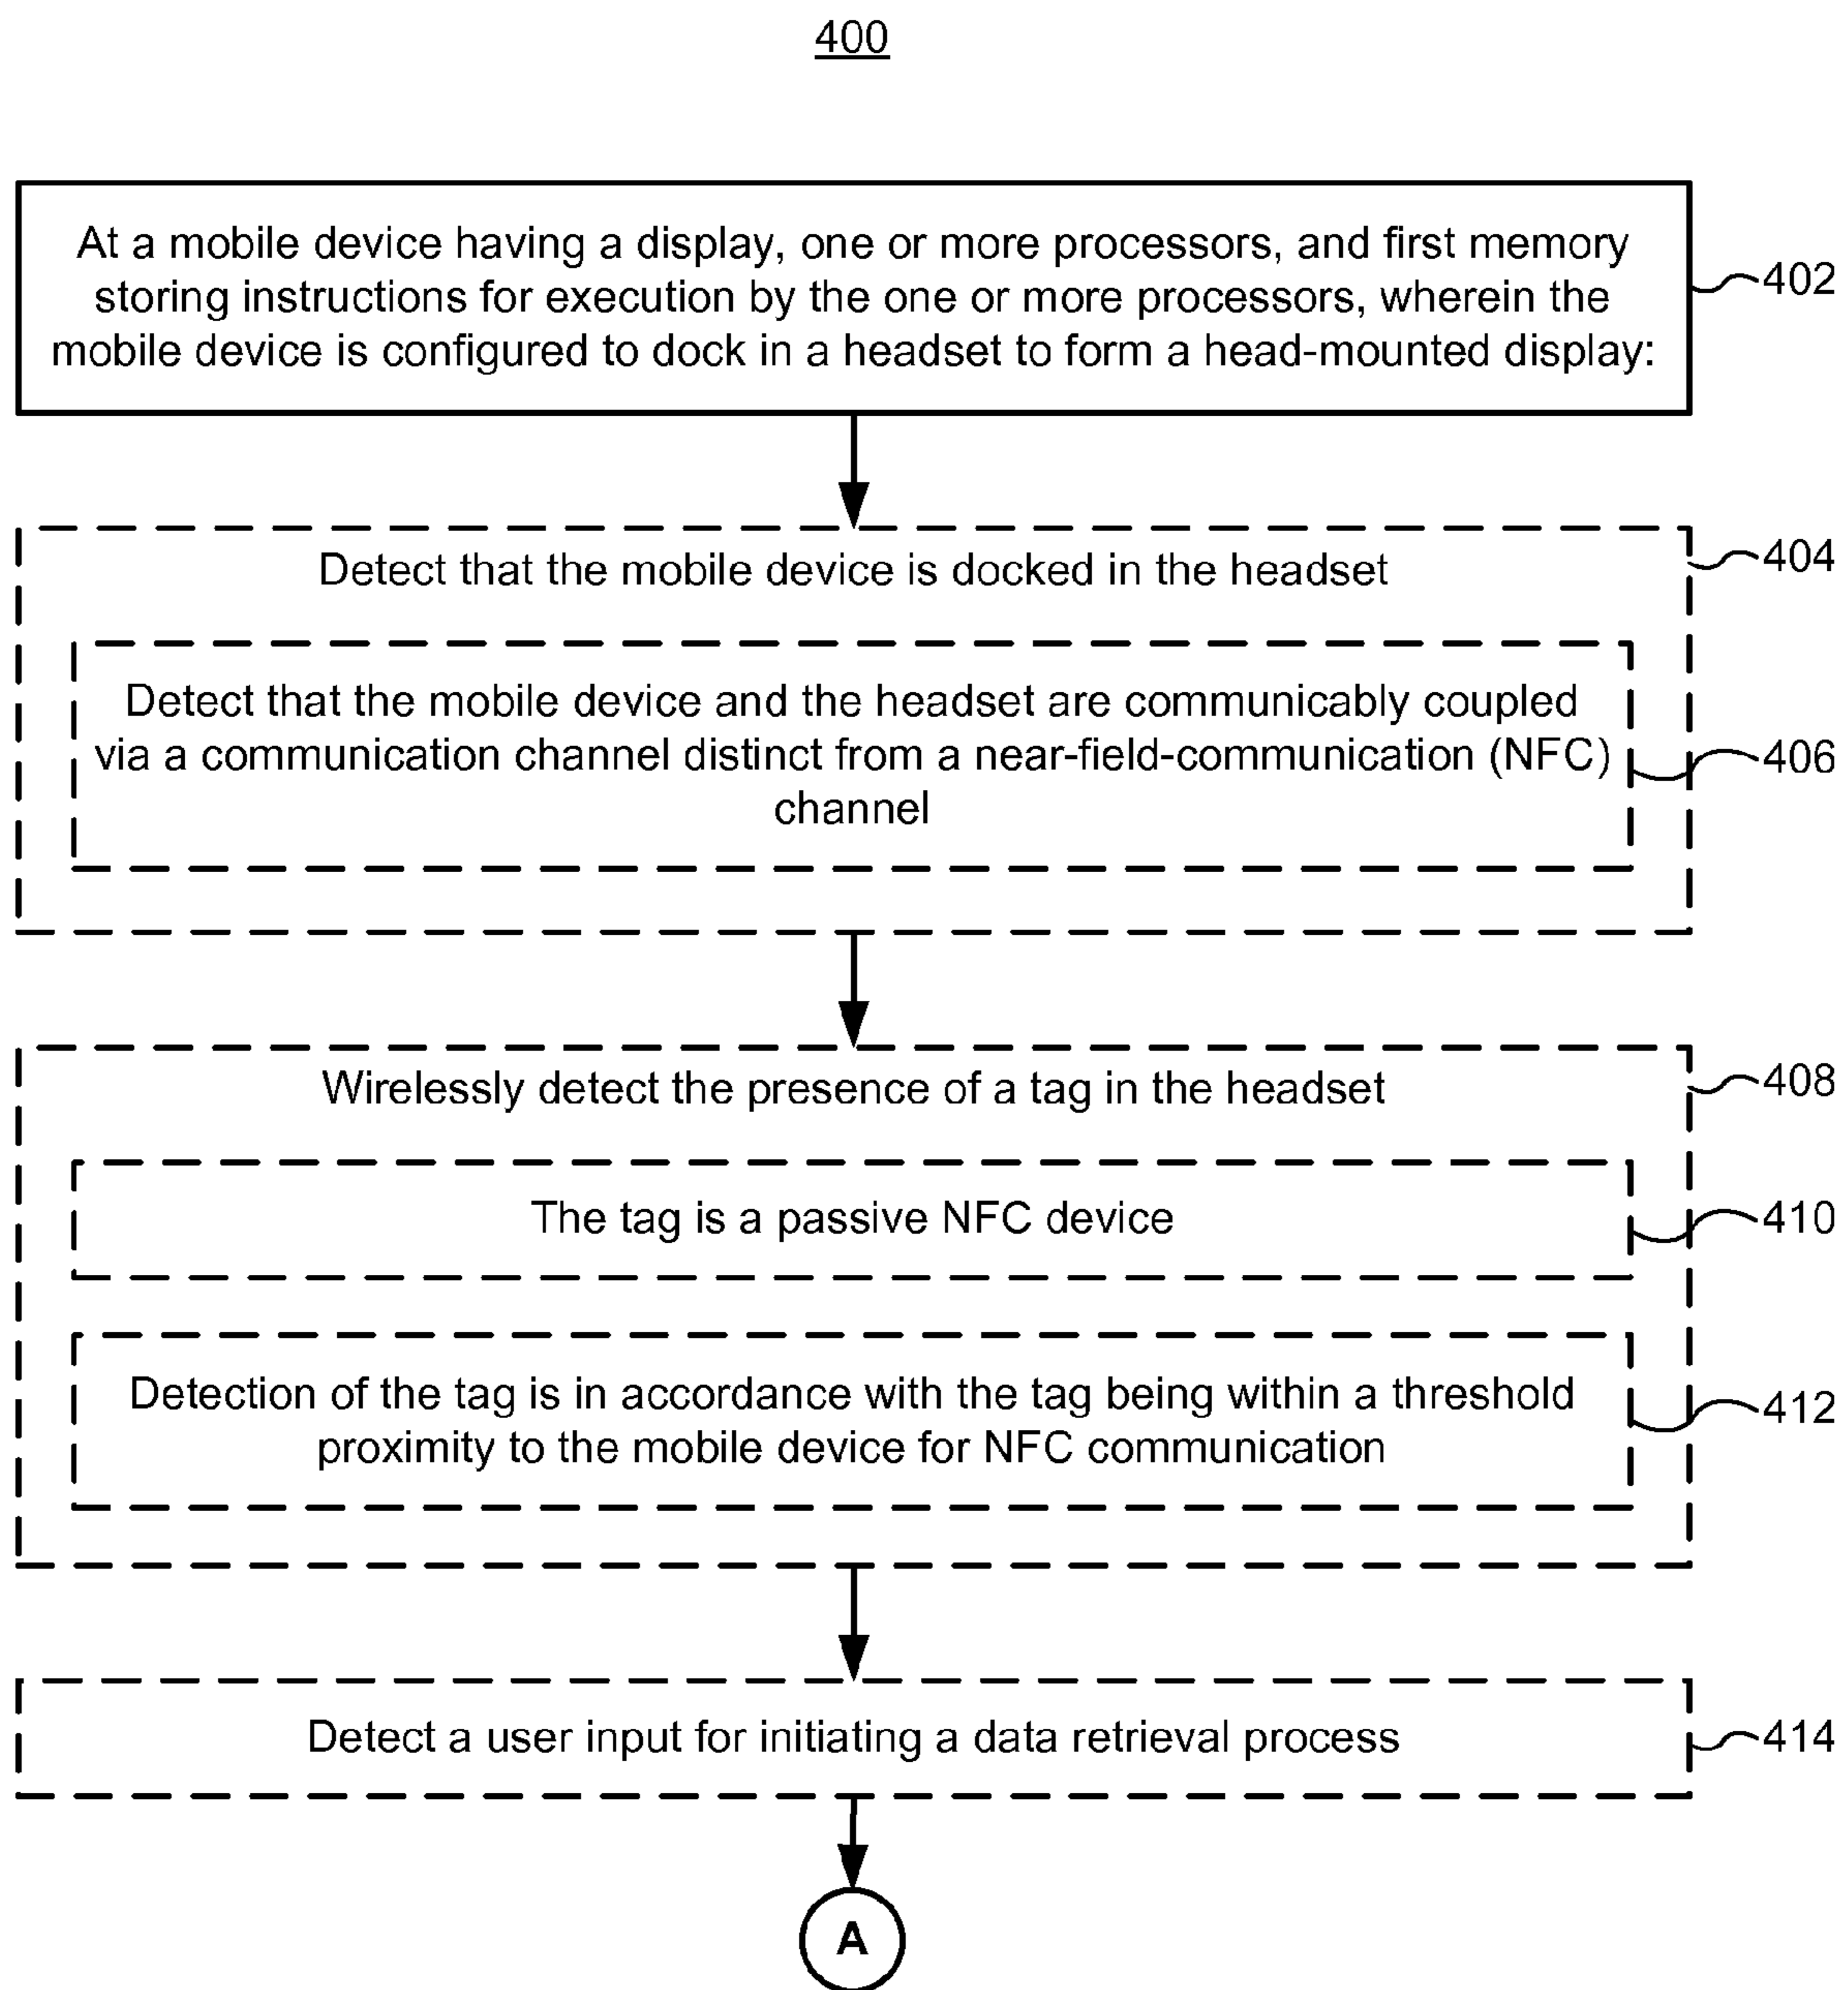 400
At a mobile device having a display, one or more processors, and first memory
storing instructions for execution by the one or more processors, wherein the
mobile device is configured to dock in a headset to form a head-mounted display:
402
Detect that the mobile device is docked in the headset
404
Detect that the mobile device and the headset are communicably coupled
via a communication channel distinct from a near-field-communication (NFC)
channel
406
Wirelessly detect the presence of a tag in the headset
408
The tag is a passive NFC device
410
Detection of the tag is in accordance with the tag being within a threshold
proximity to the mobile device for NFC communication
412
Detect a user input for initiating a data retrieval process
414
A